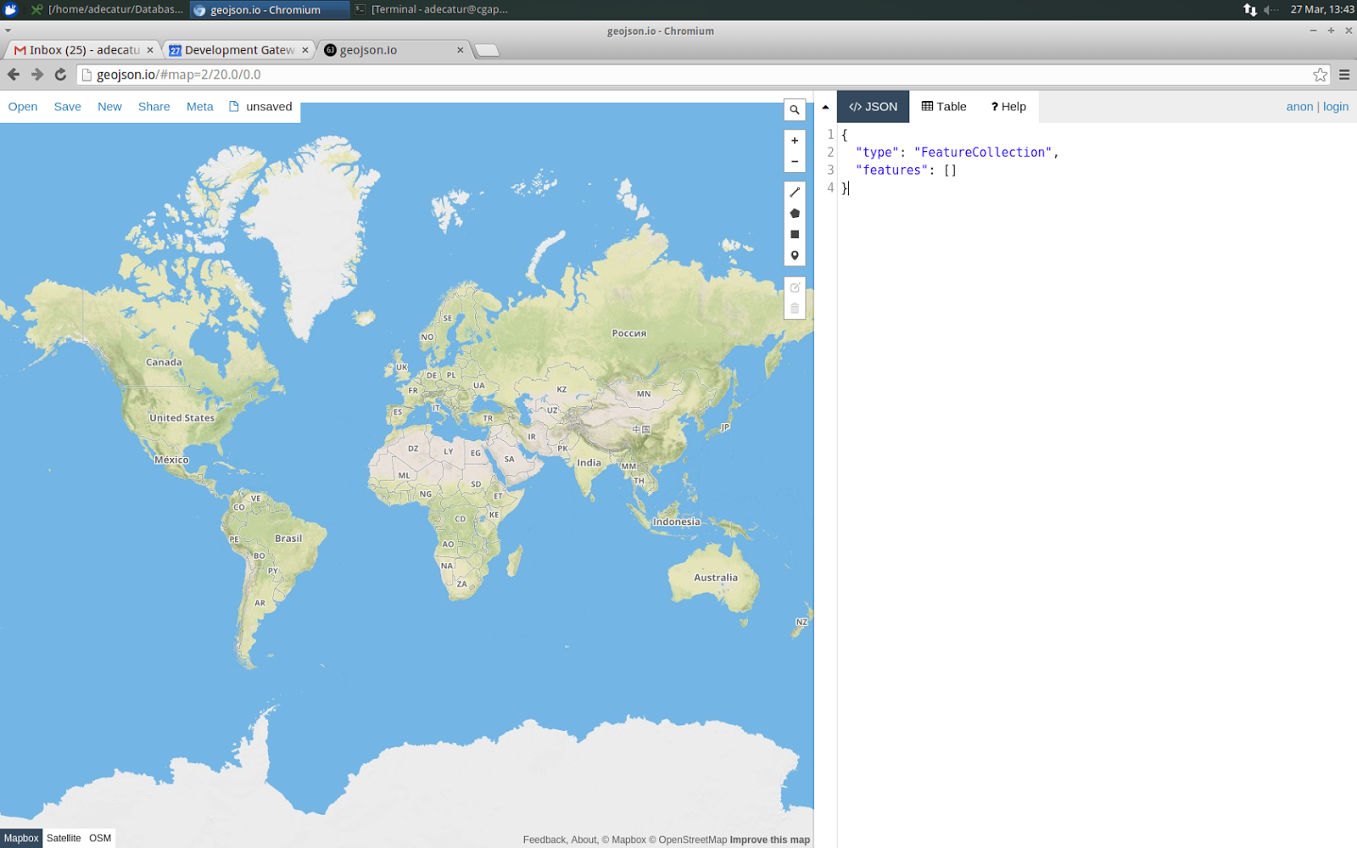 [/home/adecatur/Databas... geojson.io - Chromium [Terminal - adecatur@cgap... 27 Mar, 13:43
geojson.io - Chromium
Inbox (25) - adecatu 27 Development Gatew GJ geojson.io
geojson.io/#map=2/20.0/0.0
Open Save New Share Meta unsaved
</> JSON Table ? Help anon | login
1 {
2 "type": "FeatureCollection",
3 "features": []
4 }
+
−
SE
NO
Россия
Canada
UK
DE PL
FR UA KZ MN
ES IT TR UZ
United States
中国 JP
DZ LY EG SA IR PK
México
India MM
ML NG SD ET TH
VE
CO
CD KE
Indonesia
PE Brasil
BO
AO
NA
PY
ZA
Australia
AR
NZ
Mapbox Satellite OSM
Feedback, About, © Mapbox © OpenStreetMap Improve this map